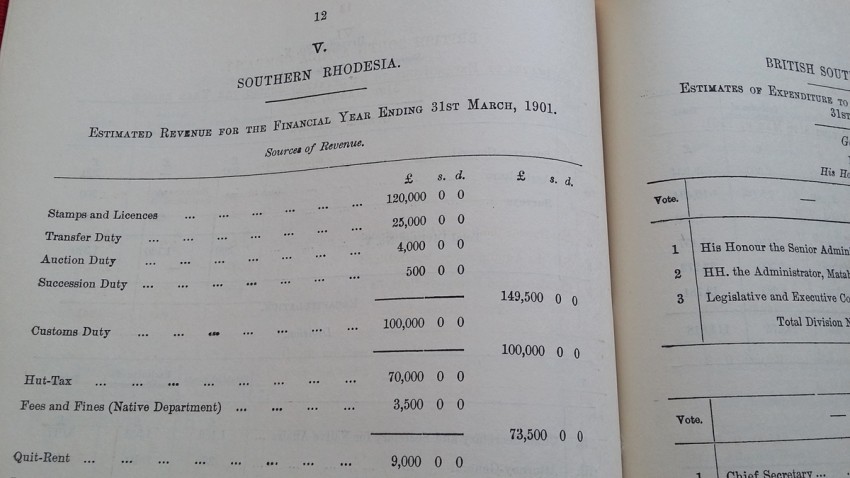 12
V.
SOUTHERN RHODESIA.
ESTIMATED REVENUE FOR THE FINANCIAL YEAR ENDING 31ST MARCH, 1901.
Sources of Revenue.
£ s. d. £ s. d.
Stamps and Licences ... ... ... ... ... ... 120,000 0 0
Transfer Duty ... ... ... ... ... ... ... 25,000 0 0
Auction Duty ... ... ... ... ... ... ... 4,000 0 0
Succession Duty ... ... ... ... ... ... ... 500 0 0
149,500 0 0
Customs Duty ... ... ... ... ... ... ... 100,000 0 0
100,000 0 0
Hut-Tax ... ... ... ... ... ... ... ... 70,000 0 0
Fees and Fines (Native Department) ... ... ... ... 3,500 0 0
73,500 0 0
Quit-Rent ... ... ... ... ... ... ... ... 9,000 0 0
BRITISH SOUT
ESTIMATES OF EXPENDITURE TO
31ST
His Ho
Vote. —
1 His Honour the Senior Admin
2 HH. the Administrator, Matab
3 Legislative and Executive Co
Total Division N
Vote. —
1 Chief Secretary ...